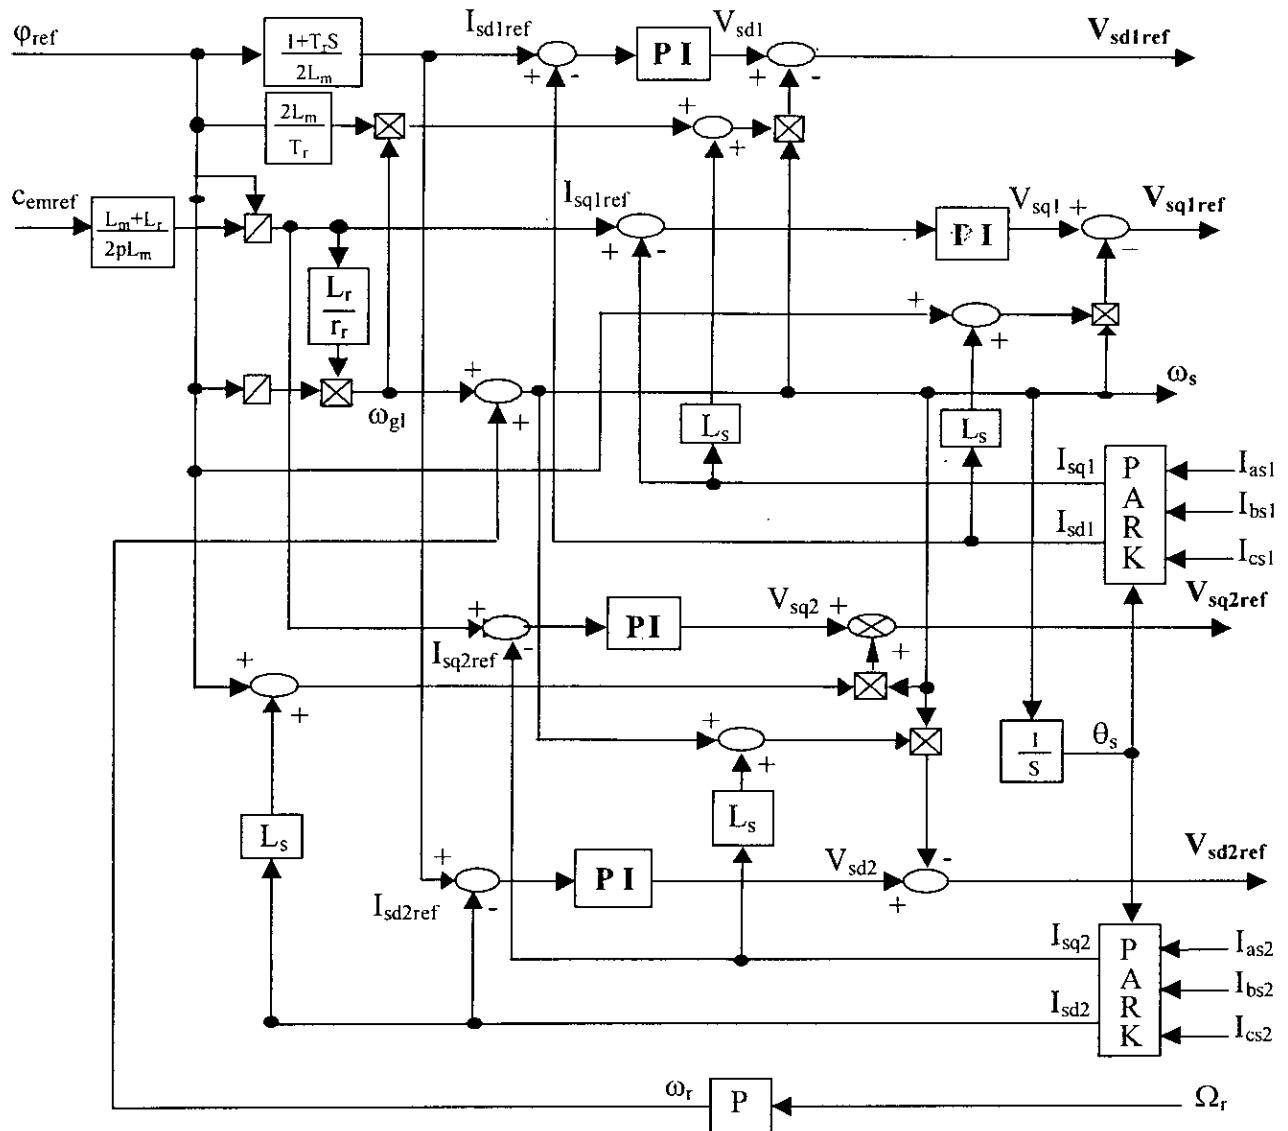 φref
1+TrS
2Lm
Isd1ref
+
-
PI
Vsd1
+
-
Vsd1ref
2Lm
Tr
+
+
cemref
Lm+Lr
2pLm
Isq1ref
+
-
PI
Vsq1
+
-
Vsq1ref
Lr
rr
+
+
+
+
ωgl
ωs
Ls
Ls
Isq1
Isd1
PARK
Ias1
Ibs1
Ics1
+
-
Isq2ref
PI
Vsq2
+
+
Vsq2ref
+
+
+
+
1
S
θs
Ls
Ls
+
-
Isd2ref
PI
Vsd2
+
-
Vsd2ref
Isq2
Isd2
PARK
Ias2
Ibs2
Ics2
ωr
P
Ωr